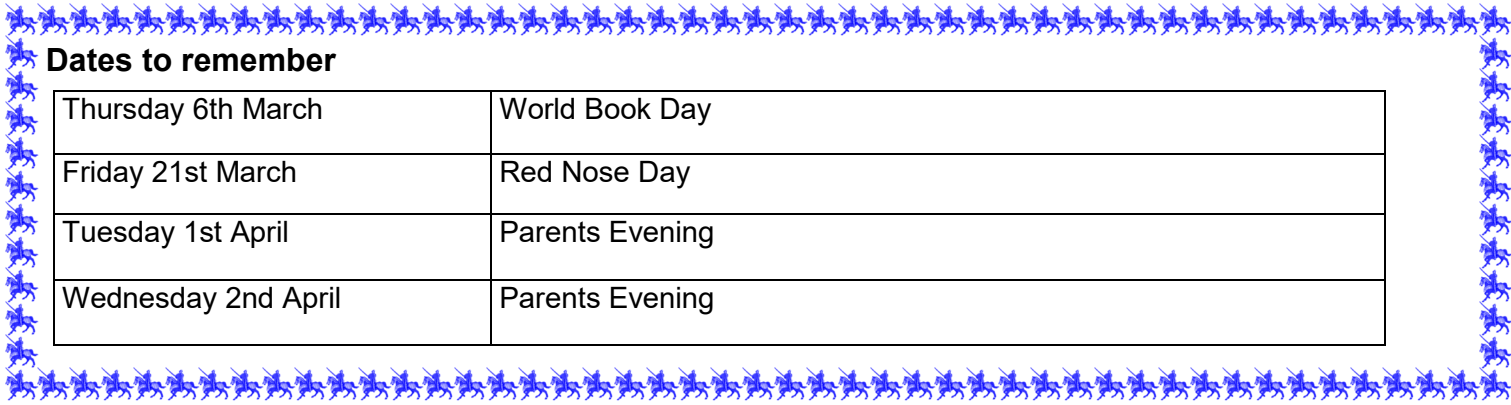 Dates to remember
Thursday 6th March World Book Day
Friday 21st March Red Nose Day
Tuesday 1st April Parents Evening
Wednesday 2nd April Parents Evening